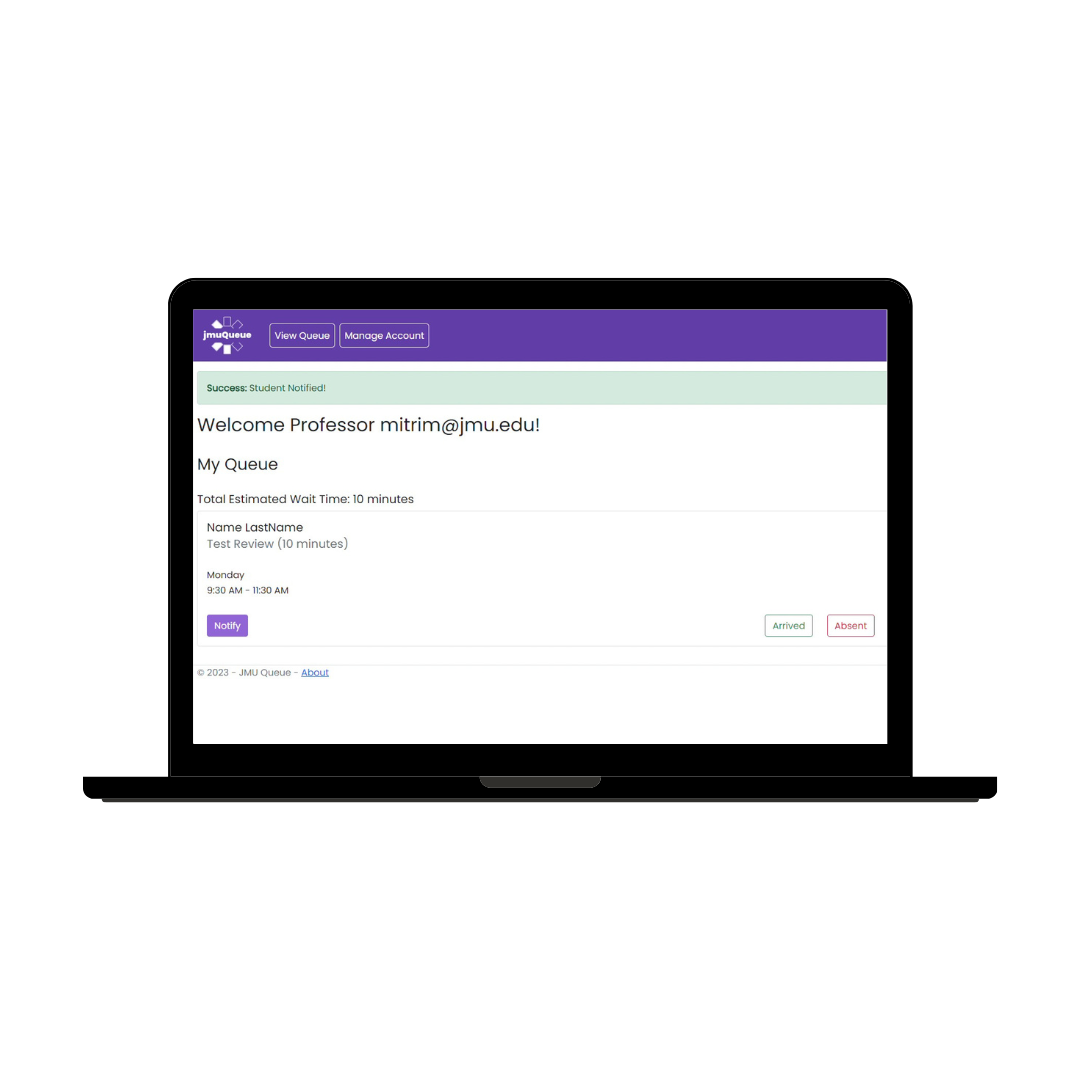 jmuQueue
View Queue
Manage Account
Success: Student Notified!
Welcome Professor mitrim@jmu.edu!
My Queue
Total Estimated Wait Time: 10 minutes
Name LastName
Test Review (10 minutes)
Monday
9:30 AM - 11:30 AM
Notify
Arrived
Absent
© 2023 - JMU Queue - About